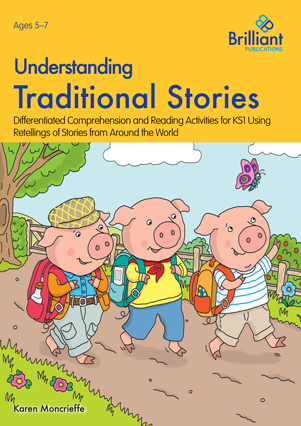 Ages 5–7
Brilliant
PUBLICATIONS
Understanding
Traditional Stories
Differentiated Comprehension and Reading Activities for KS1 Using
Retellings of Stories from Around the World
Karen Moncrieffe